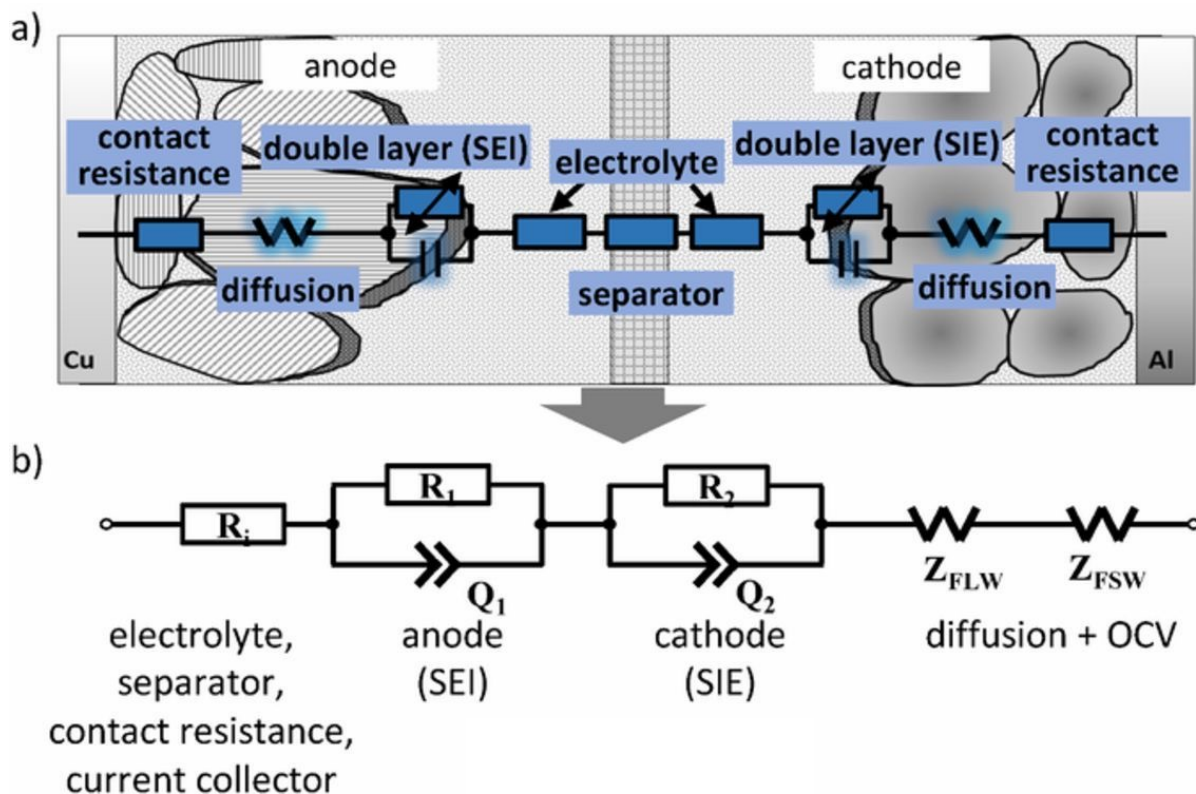 a)
anode
cathode
contact
resistance
double layer (SEI)
electrolyte
double layer (SIE)
contact
resistance
diffusion
separator
diffusion
Cu
Al
b)
Ri
R1
Q1
R2
Q2
ZFLW
ZFSW
electrolyte,
separator,
contact resistance,
current collector
anode
(SEI)
cathode
(SIE)
diffusion + OCV